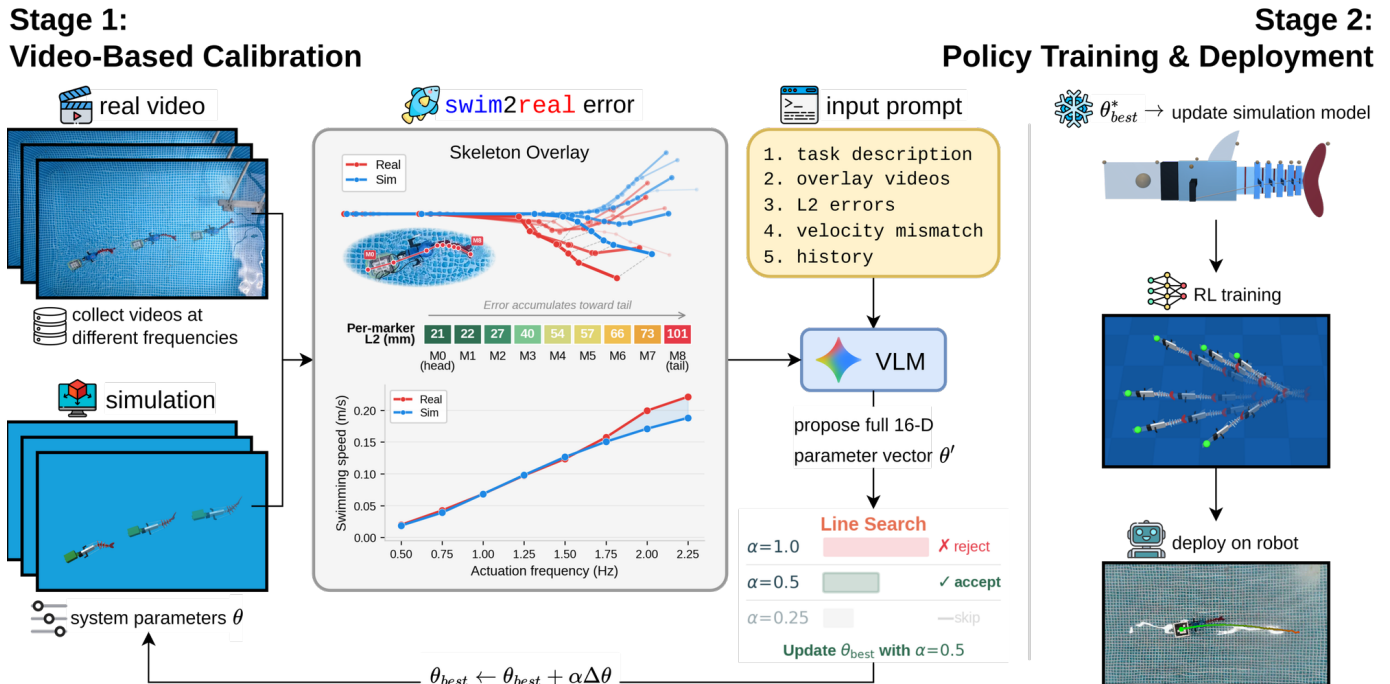 Stage 1:
Video-Based Calibration
Stage 2:
Policy Training & Deployment
real video
collect videos at
different frequencies
simulation
system parameters θ
swim2real error
Skeleton Overlay
Real
Sim
M0
M8
Error accumulates toward tail
Per-marker
L2 (mm)
21 22 27 40 54 57 66 73 101
M0 M1 M2 M3 M4 M5 M6 M7 M8
(head) (tail)
Real
Sim
Swimming speed (m/s)
0.20
0.15
0.10
0.05
0.00
0.50 0.75 1.00 1.25 1.50 1.75 2.00 2.25
Actuation frequency (Hz)
input prompt
1. task description
2. overlay videos
3. L2 errors
4. velocity mismatch
5. history
VLM
propose full 16-D
parameter vector θ′
Line Search
α=1.0 ✗ reject
α=0.5 ✓ accept
α=0.25 —skip
Update θbest with α=0.5
θbest ← θbest + αΔθ
θ*best → update simulation model
RL training
deploy on robot